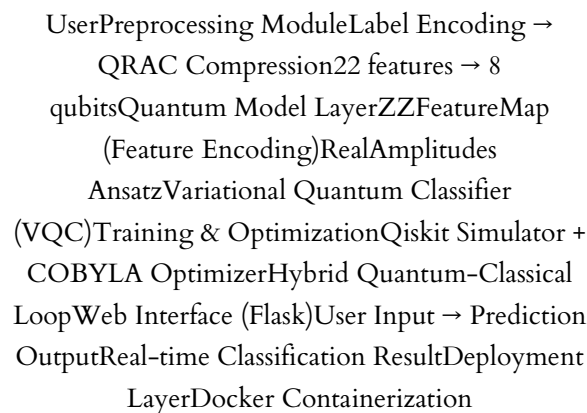 UserPreprocessing ModuleLabel Encoding →
QRAC Compression22 features → 8
qubitsQuantum Model LayerZZFeatureMap
(Feature Encoding)RealAmplitudes
AnsatzVariational Quantum Classifier
(VQC)Training & OptimizationQiskit Simulator +
COBYLA OptimizerHybrid Quantum-Classical
LoopWeb Interface (Flask)User Input → Prediction
OutputReal-time Classification ResultDeployment
LayerDocker Containerization